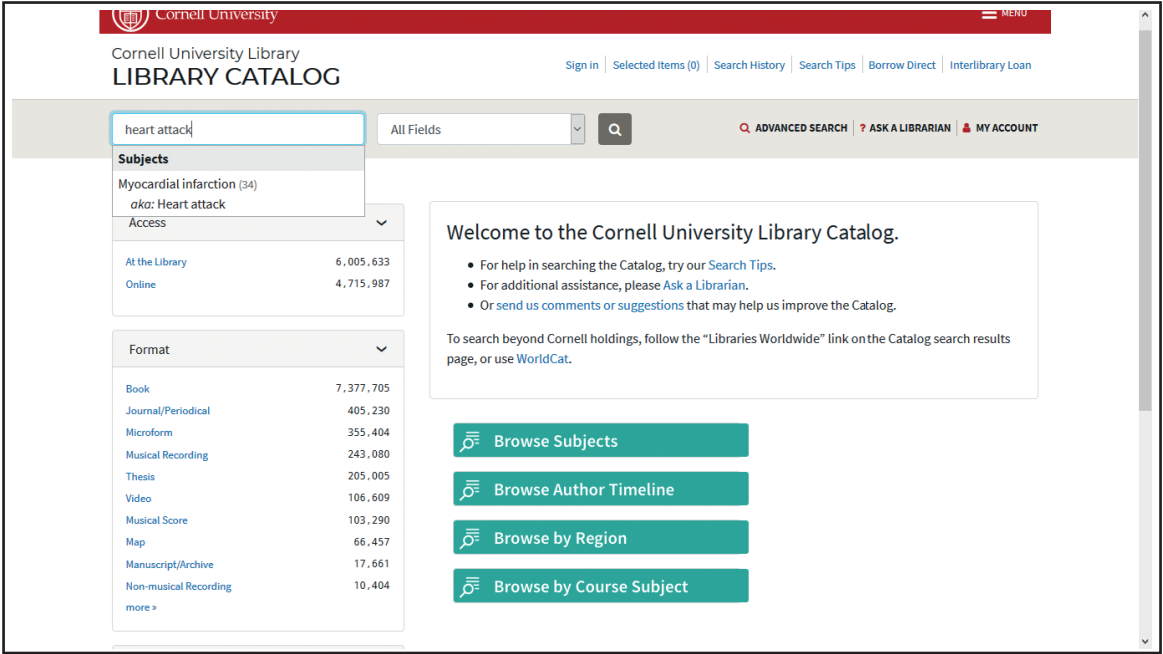 Cornell University
MENU
Cornell University Library
LIBRARY CATALOG
Sign in
Selected Items (0)
Search History
Search Tips
Borrow Direct
Interlibrary Loan
heart attack
All Fields
ADVANCED SEARCH
? ASK A LIBRARIAN
MY ACCOUNT
Subjects
Myocardial infarction (34)
aka: Heart attack
Access
At the Library 6,005,633
Online 4,715,987
Format
Book 7,377,705
Journal/Periodical 405,230
Microform 355,404
Musical Recording 243,080
Thesis 205,005
Video 106,609
Musical Score 103,290
Map 66,457
Manuscript/Archive 17,661
Non-musical Recording 10,404
more »
Welcome to the Cornell University Library Catalog.
• For help in searching the Catalog, try our Search Tips.
• For additional assistance, please Ask a Librarian.
• Or send us comments or suggestions that may help us improve the Catalog.
To search beyond Cornell holdings, follow the “Libraries Worldwide” link on the Catalog search results
page, or use WorldCat.
Browse Subjects
Browse Author Timeline
Browse by Region
Browse by Course Subject